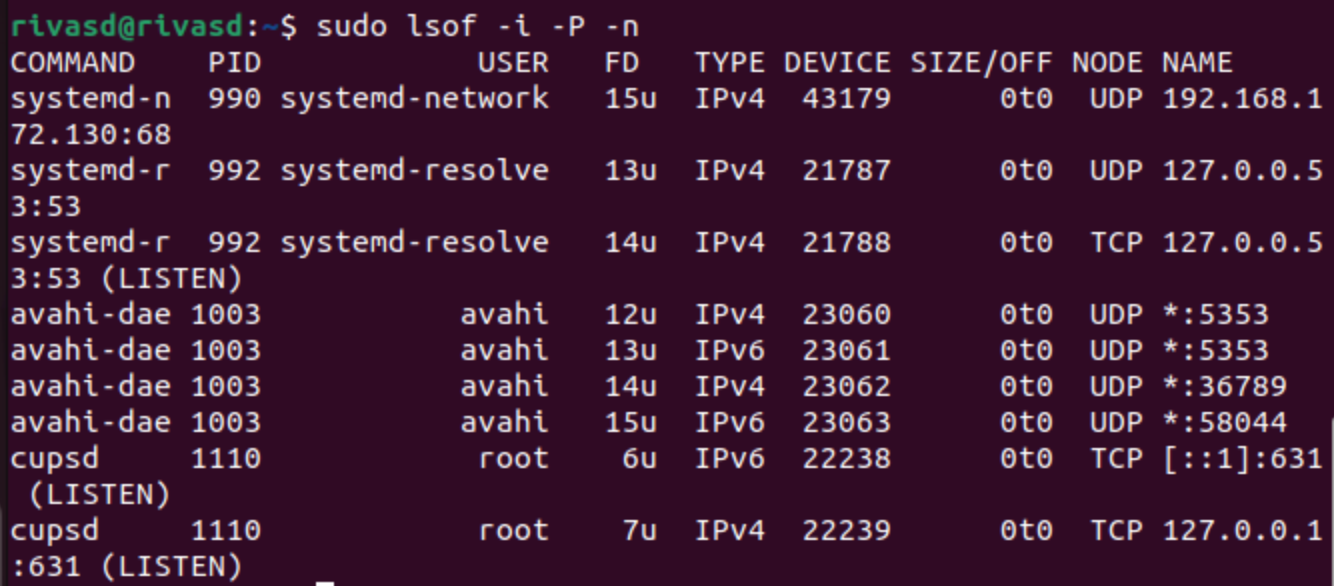 rivasd@rivasd:~$ sudo lsof -i -P -n
COMMAND    PID            USER   FD   TYPE DEVICE SIZE/OFF NODE NAME
systemd-n  990 systemd-network   15u  IPv4  43179      0t0  UDP 192.168.1
72.130:68
systemd-r  992 systemd-resolve   13u  IPv4  21787      0t0  UDP 127.0.0.5
3:53
systemd-r  992 systemd-resolve   14u  IPv4  21788      0t0  TCP 127.0.0.5
3:53 (LISTEN)
avahi-dae 1003           avahi   12u  IPv4  23060      0t0  UDP *:5353
avahi-dae 1003           avahi   13u  IPv6  23061      0t0  UDP *:5353
avahi-dae 1003           avahi   14u  IPv4  23062      0t0  UDP *:36789
avahi-dae 1003           avahi   15u  IPv6  23063      0t0  UDP *:58044
cupsd     1110            root    6u  IPv6  22238      0t0  TCP [::1]:631
 (LISTEN)
cupsd     1110            root    7u  IPv4  22239      0t0  TCP 127.0.0.1
:631 (LISTEN)